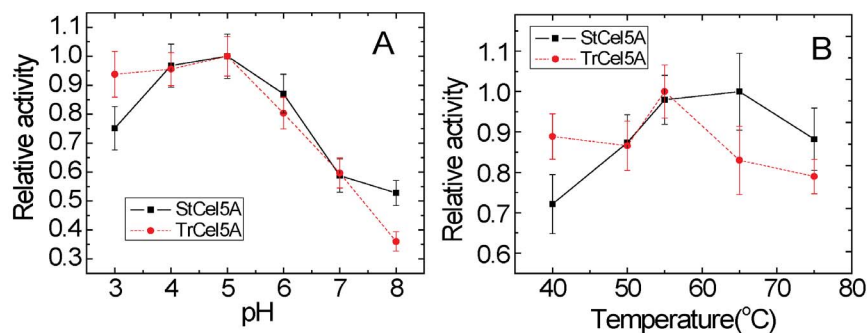 A
Relative activity
1.1
1.0
0.9
0.8
0.7
0.6
0.5
0.4
0.3
StCel5A
TrCel5A
3 4 5 6 7 8
pH
B
Relative activity
1.1
1.0
0.9
0.8
0.7
0.6
StCel5A
TrCel5A
40 50 60 70 80
Temperature(°C)